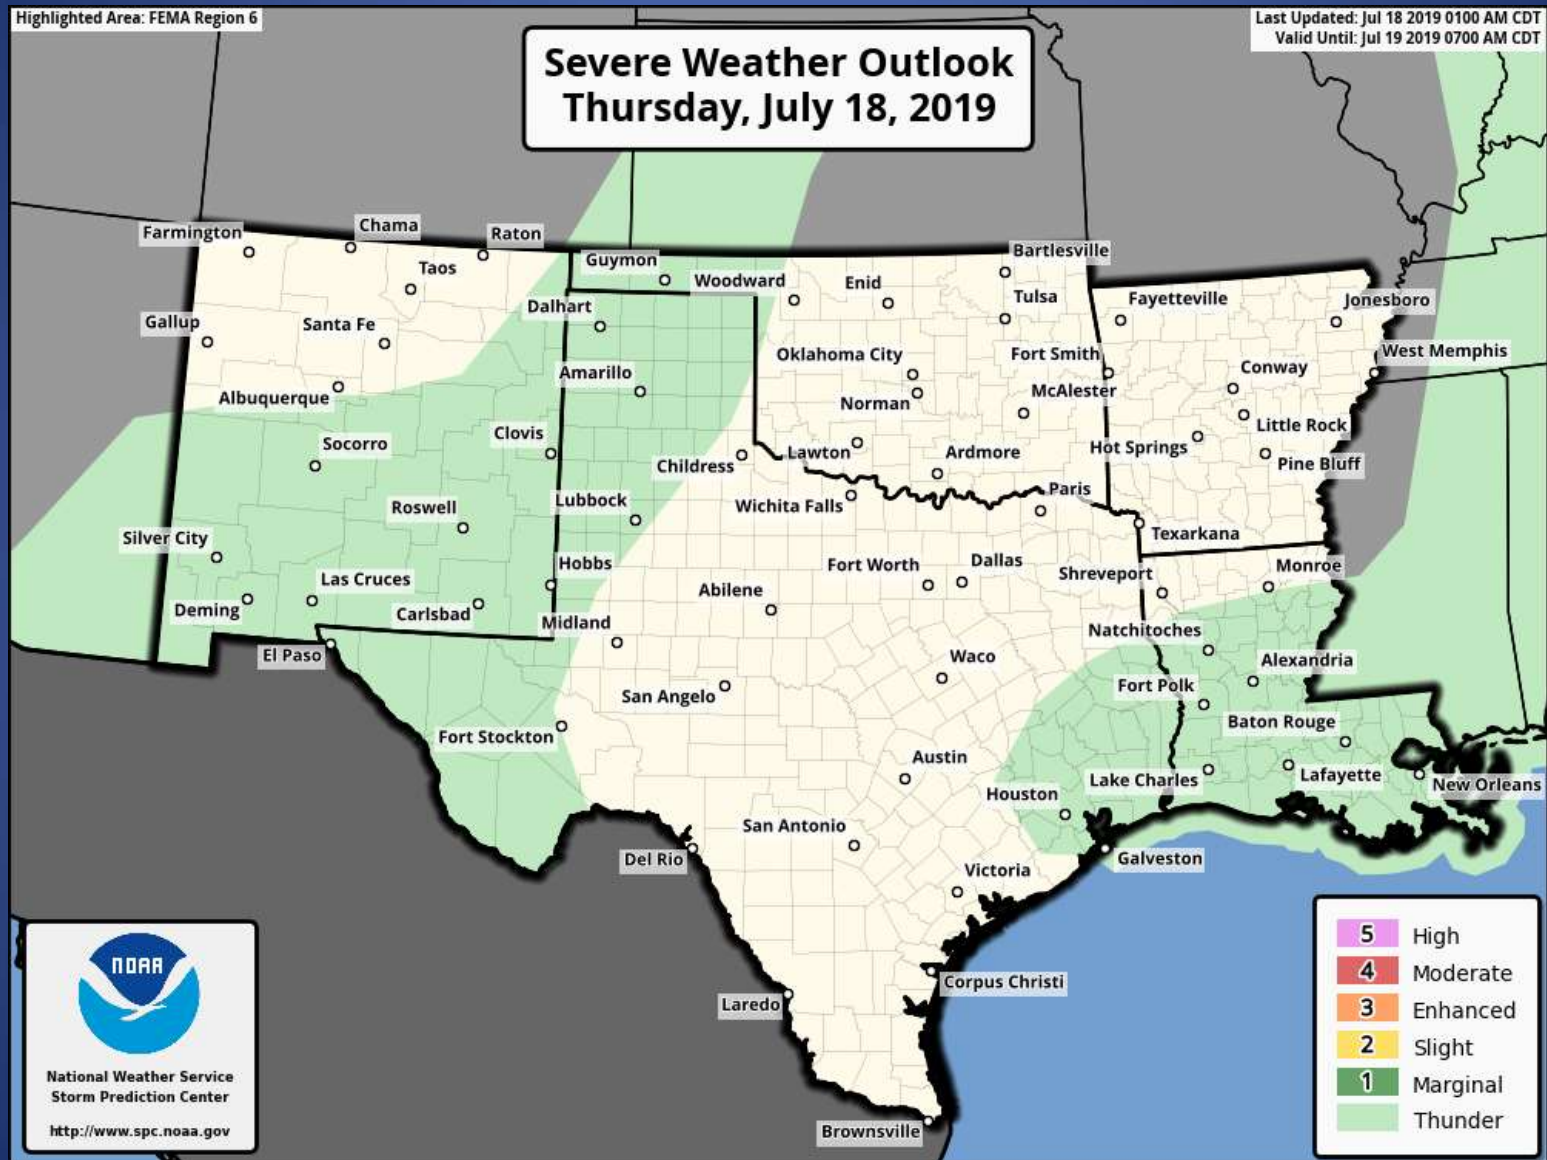 Highlighted Area: FEMA Region 6
Last Updated: Jul 18 2019 0100 AM CDT
Valid Until: Jul 19 2019 0700 AM CDT
Severe Weather Outlook
Thursday, July 18, 2019
Farmington
Chama
Raton
Taos
Gallup
Santa Fe
Albuquerque
Guymon
Woodward
Enid
Bartlesville
Tulsa
Dalhart
Amarillo
Oklahoma City
Norman
Fort Smith
McAlester
Fayetteville
Jonesboro
West Memphis
Conway
Little Rock
Hot Springs
Pine Bluff
Socorro
Clovis
Childress
Lawton
Ardmore
Roswell
Lubbock
Wichita Falls
Paris
Texarkana
Silver City
Las Cruces
Deming
Carlsbad
Hobbs
Midland
Abilene
Fort Worth
Dallas
Shreveport
Monroe
El Paso
San Angelo
Waco
Natchitoches
Alexandria
Fort Polk
Baton Rouge
Fort Stockton
Austin
Houston
Lake Charles
Lafayette
New Orleans
San Antonio
Del Rio
Victoria
Galveston
Laredo
Corpus Christi
Brownsville
NOAA
National Weather Service
Storm Prediction Center
http://www.spc.noaa.gov
5 High
4 Moderate
3 Enhanced
2 Slight
1 Marginal
Thunder